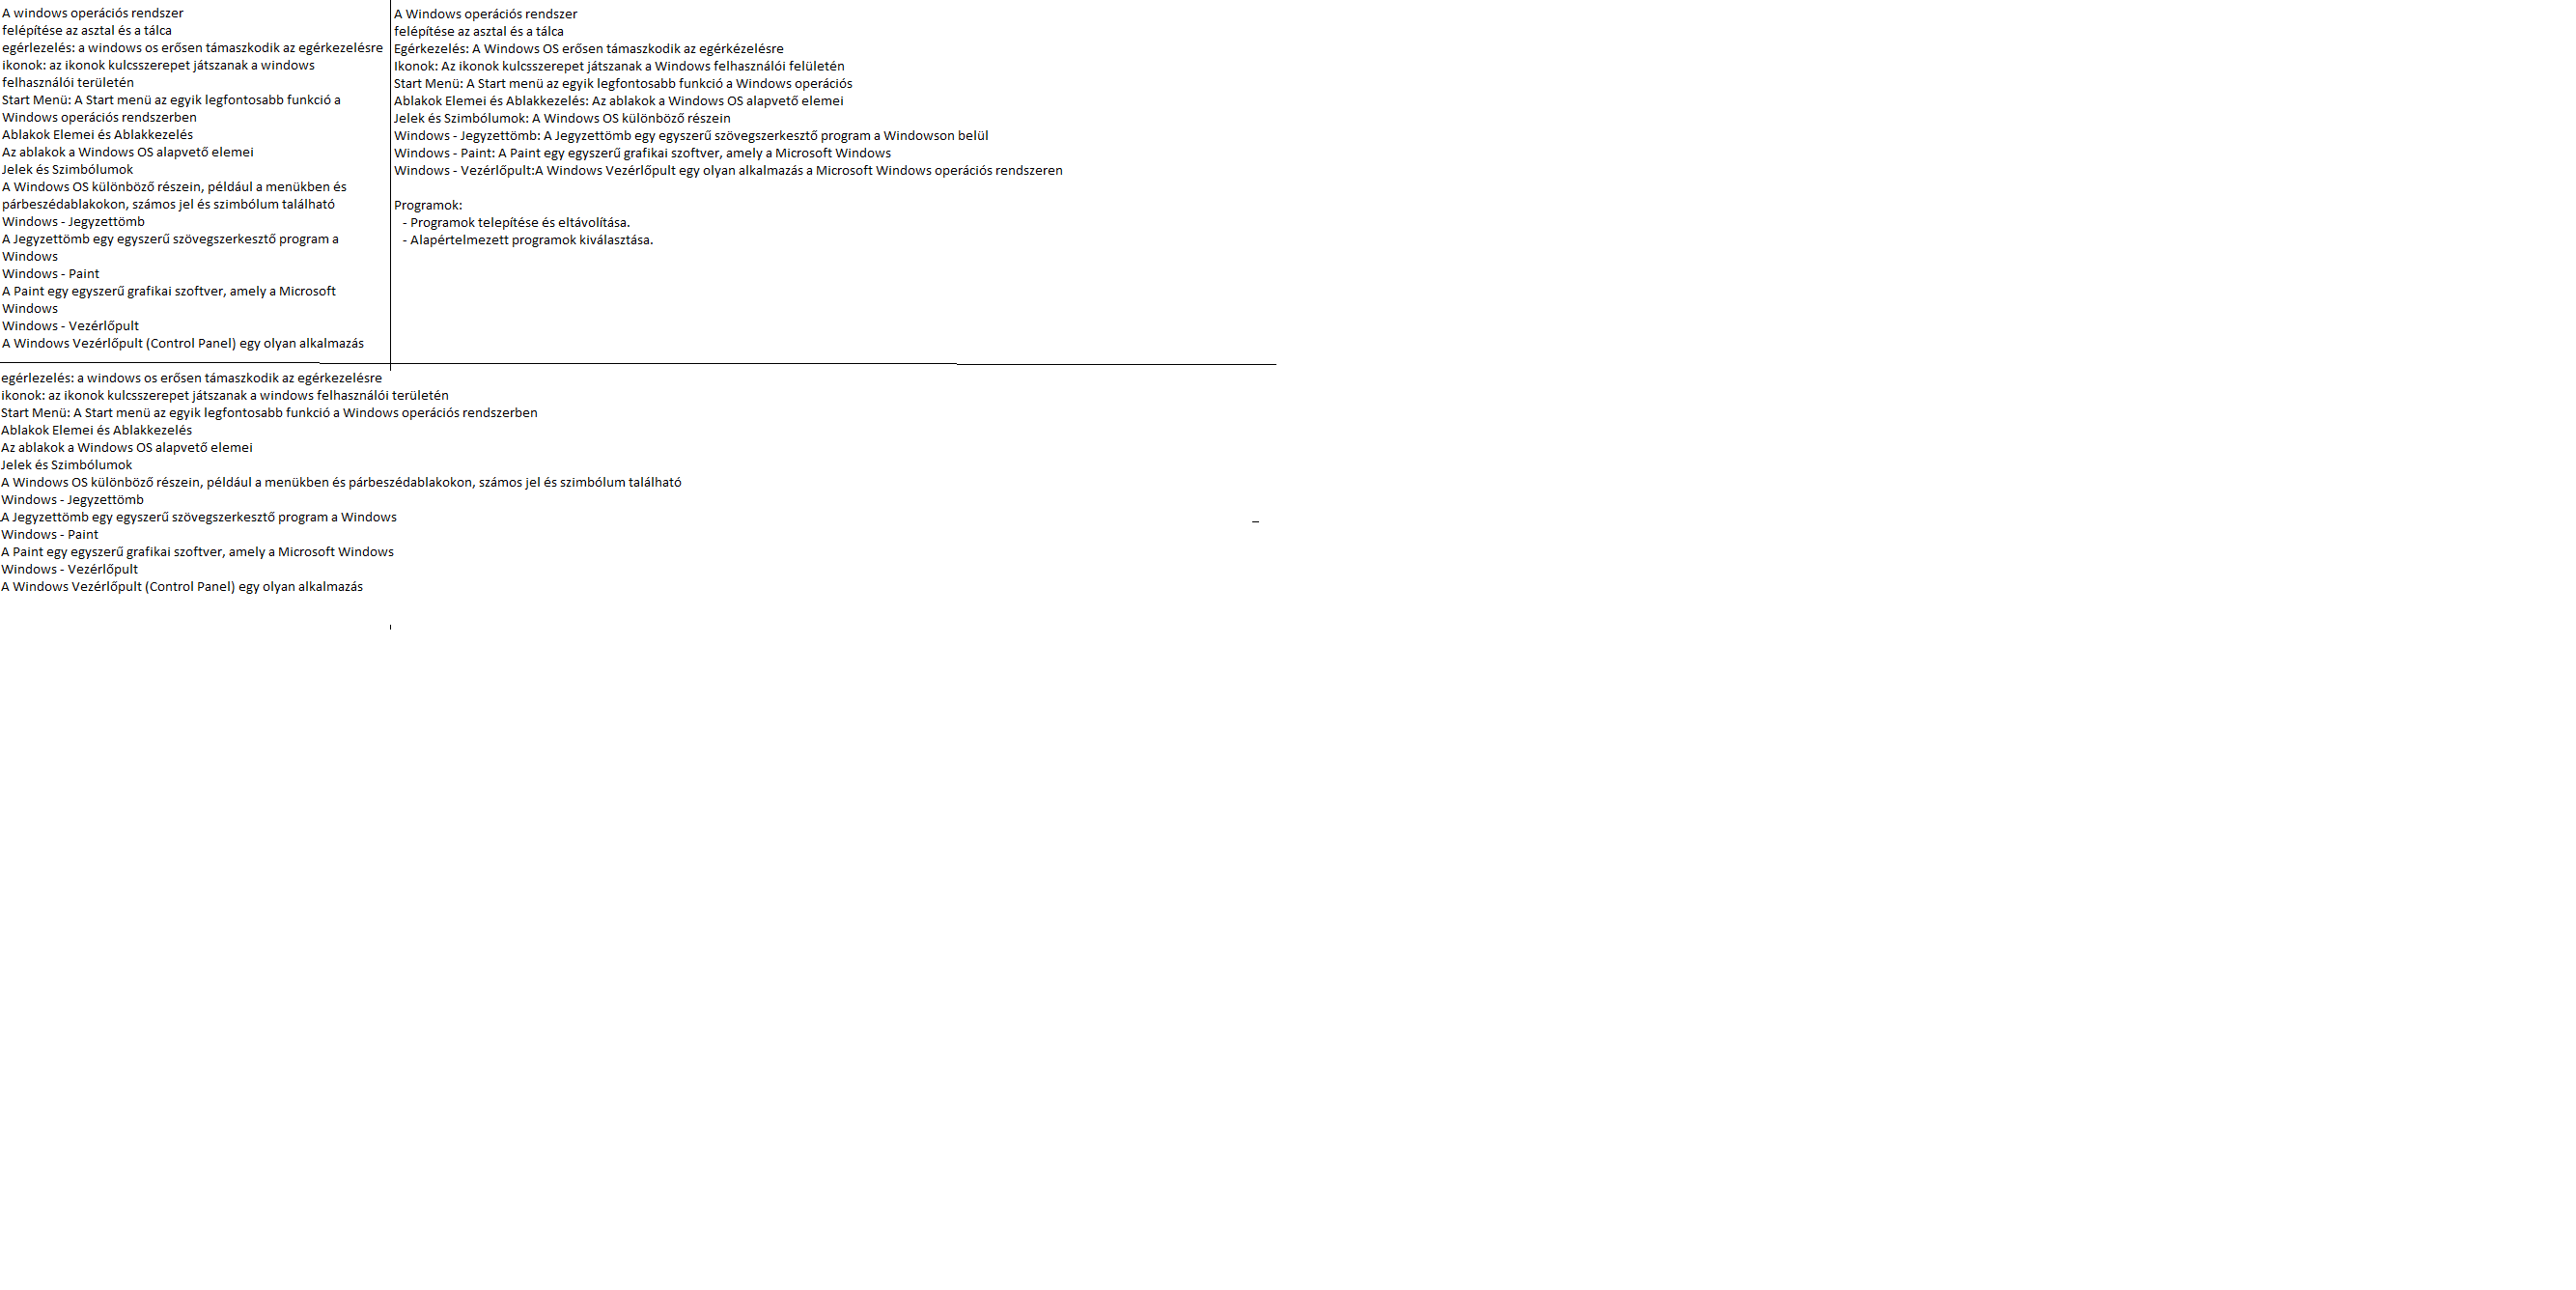 A windows operációs rendszer
felépítése az asztal és a tálca
egérlezelés: a windows os erősen támaszkodik az egérkezelésre
ikonok: az ikonok kulcsszerepet játszanak a windows
felhasználói területén
Start Menü: A Start menü az egyik legfontosabb funkció a
Windows operációs rendszerben
Ablakok Elemei és Ablakkezelés
Az ablakok a Windows OS alapvető elemei
Jelek és Szimbólumok
A Windows OS különböző részein, például a menükben és
párbeszédablakokon, számos jel és szimbólum található
Windows - Jegyzettömb
A Jegyzettömb egy egyszerű szövegszerkesztő program a
Windows
Windows - Paint
A Paint egy egyszerű grafikai szoftver, amely a Microsoft
Windows
Windows - Vezérlőpult
A Windows Vezérlőpult (Control Panel) egy olyan alkalmazás
A Windows operációs rendszer
felépítése az asztal és a tálca
Egérkezelés: A Windows OS erősen támaszkodik az egérkézelésre
Ikonok: Az ikonok kulcsszerepet játszanak a Windows felhasználói felületén
Start Menü: A Start menü az egyik legfontosabb funkció a Windows operációs
Ablakok Elemei és Ablakkezelés: Az ablakok a Windows OS alapvető elemei
Jelek és Szimbólumok: A Windows OS különböző részein
Windows - Jegyzettömb: A Jegyzettömb egy egyszerű szövegszerkesztő program a Windowson belül
Windows - Paint: A Paint egy egyszerű grafikai szoftver, amely a Microsoft Windows
Windows - Vezérlőpult:A Windows Vezérlőpult egy olyan alkalmazás a Microsoft Windows operációs rendszeren
Programok:
- Programok telepítése és eltávolítása.
- Alapértelmezett programok kiválasztása.
egérlezelés: a windows os erősen támaszkodik az egérkezelésre
ikonok: az ikonok kulcsszerepet játszanak a windows felhasználói területén
Start Menü: A Start menü az egyik legfontosabb funkció a Windows operációs rendszerben
Ablakok Elemei és Ablakkezelés
Az ablakok a Windows OS alapvető elemei
Jelek és Szimbólumok
A Windows OS különböző részein, például a menükben és párbeszédablakokon, számos jel és szimbólum található
Windows - Jegyzettömb
A Jegyzettömb egy egyszerű szövegszerkesztő program a Windows
Windows - Paint
A Paint egy egyszerű grafikai szoftver, amely a Microsoft Windows
Windows - Vezérlőpult
A Windows Vezérlőpult (Control Panel) egy olyan alkalmazás